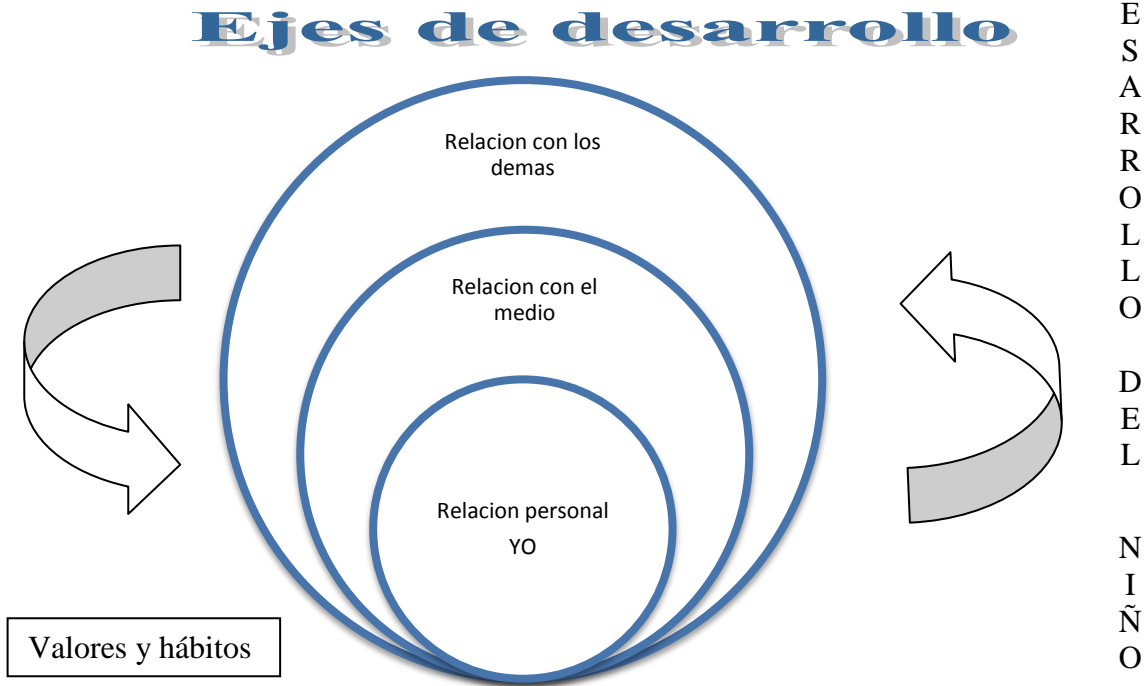 Ejes de desarrollo
Relacion con los
demas
Relacion con el
medio
Relacion personal
YO
Valores y hábitos
E
S
A
R
R
O
L
L
O
D
E
L
N
I
Ñ
O